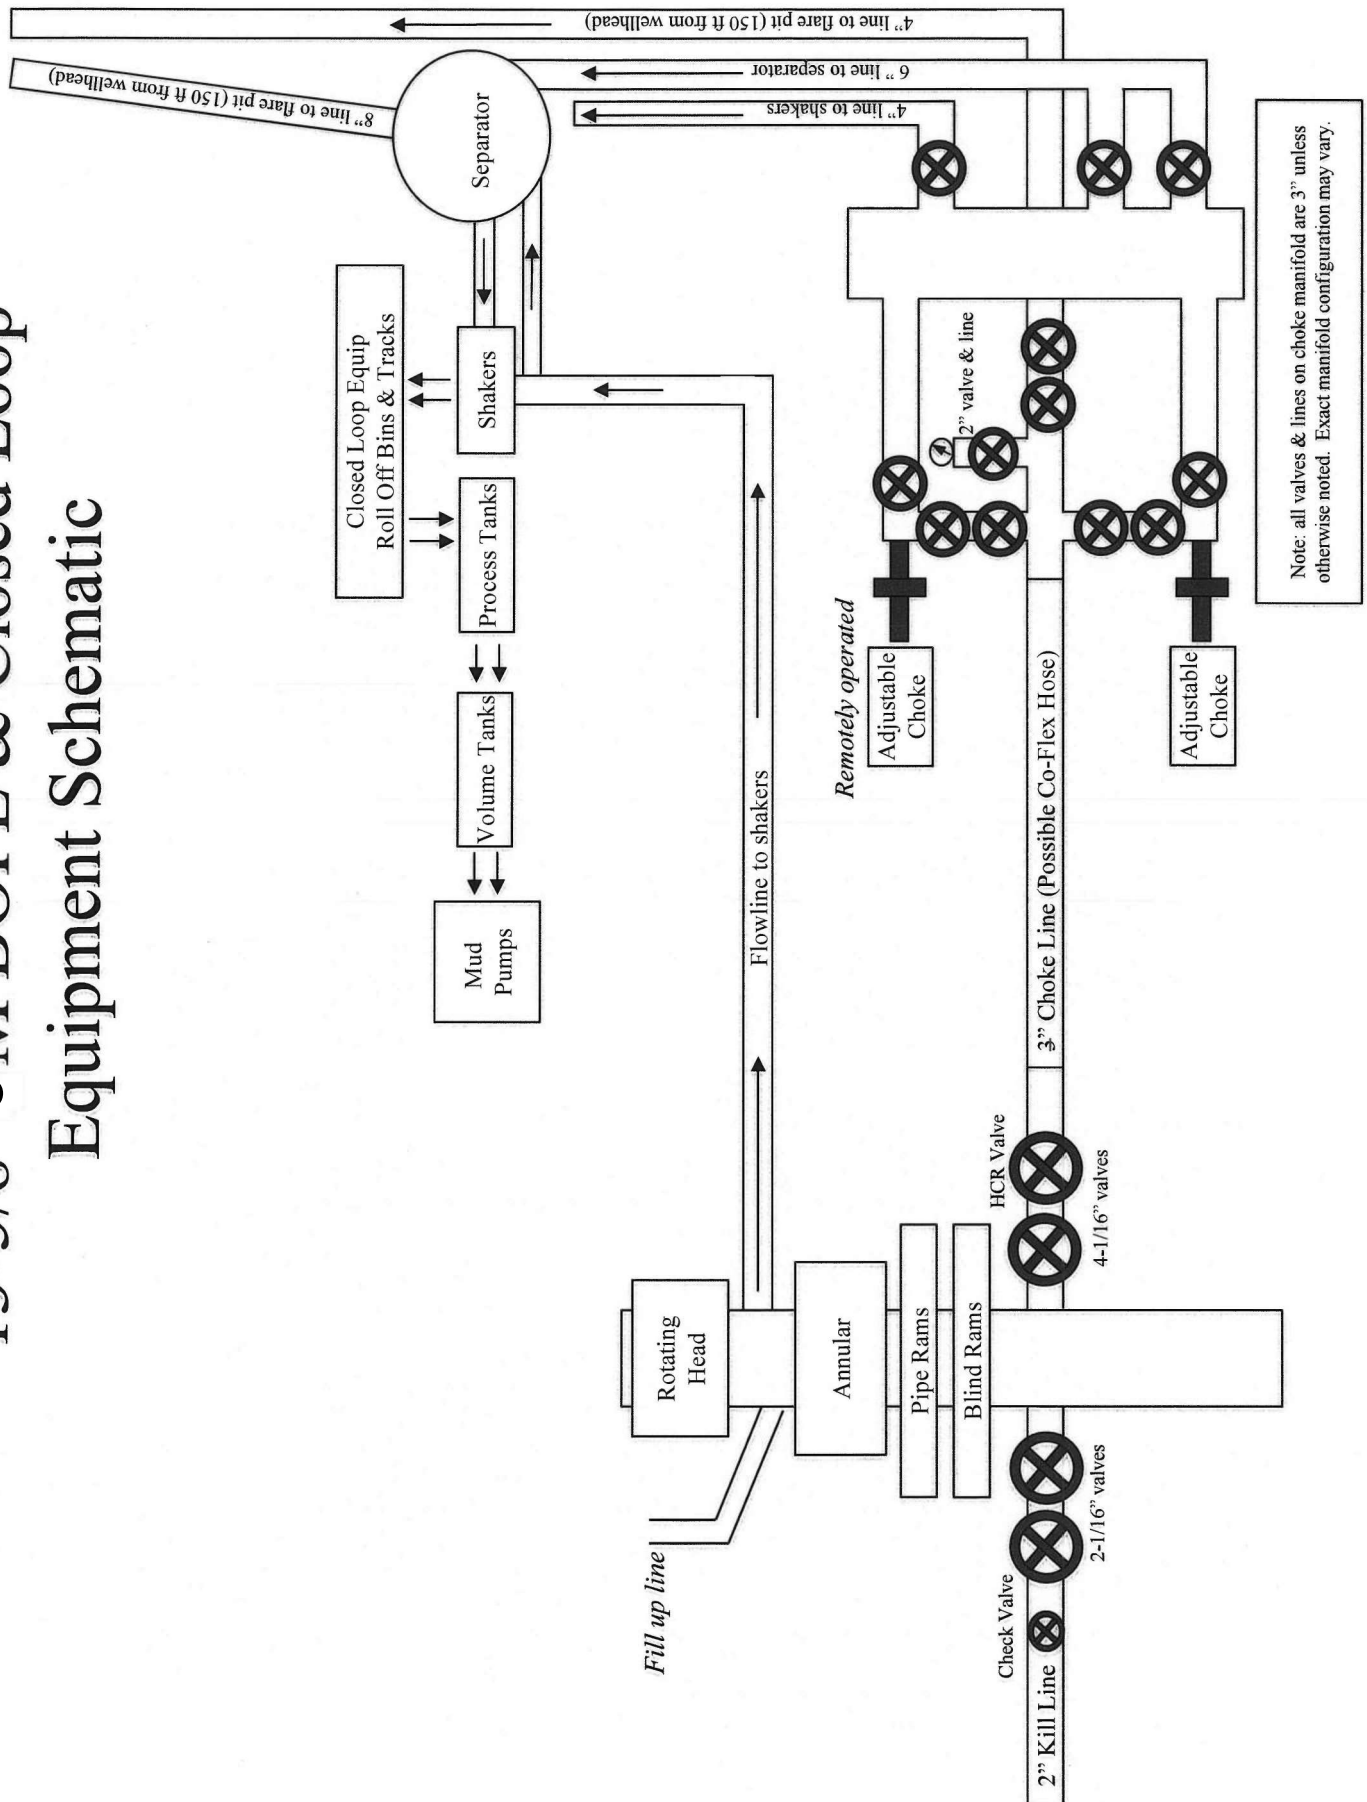 Equipment Schematic
4” line to flare pit (150 ft from wellhead)
8” line to flare pit (150 ft from wellhead)
6” line to separator
4” line to shakers
Separator
Closed Loop Equip
Roll Off Bins & Tracks
Shakers
Process Tanks
Volume Tanks
Mud
Pumps
Flowline to shakers
2” valve & line
Remotely operated
Adjustable
Choke
Adjustable
Choke
Note: all valves & lines on choke manifold are 3” unless
otherwise noted. Exact manifold configuration may vary.
3” Choke Line (Possible Co-Flex Hose)
HCR Valve
4-1/16” valves
Rotating
Head
Annular
Pipe Rams
Blind Rams
Fill up line
2-1/16” valves
Check Valve
2” Kill Line